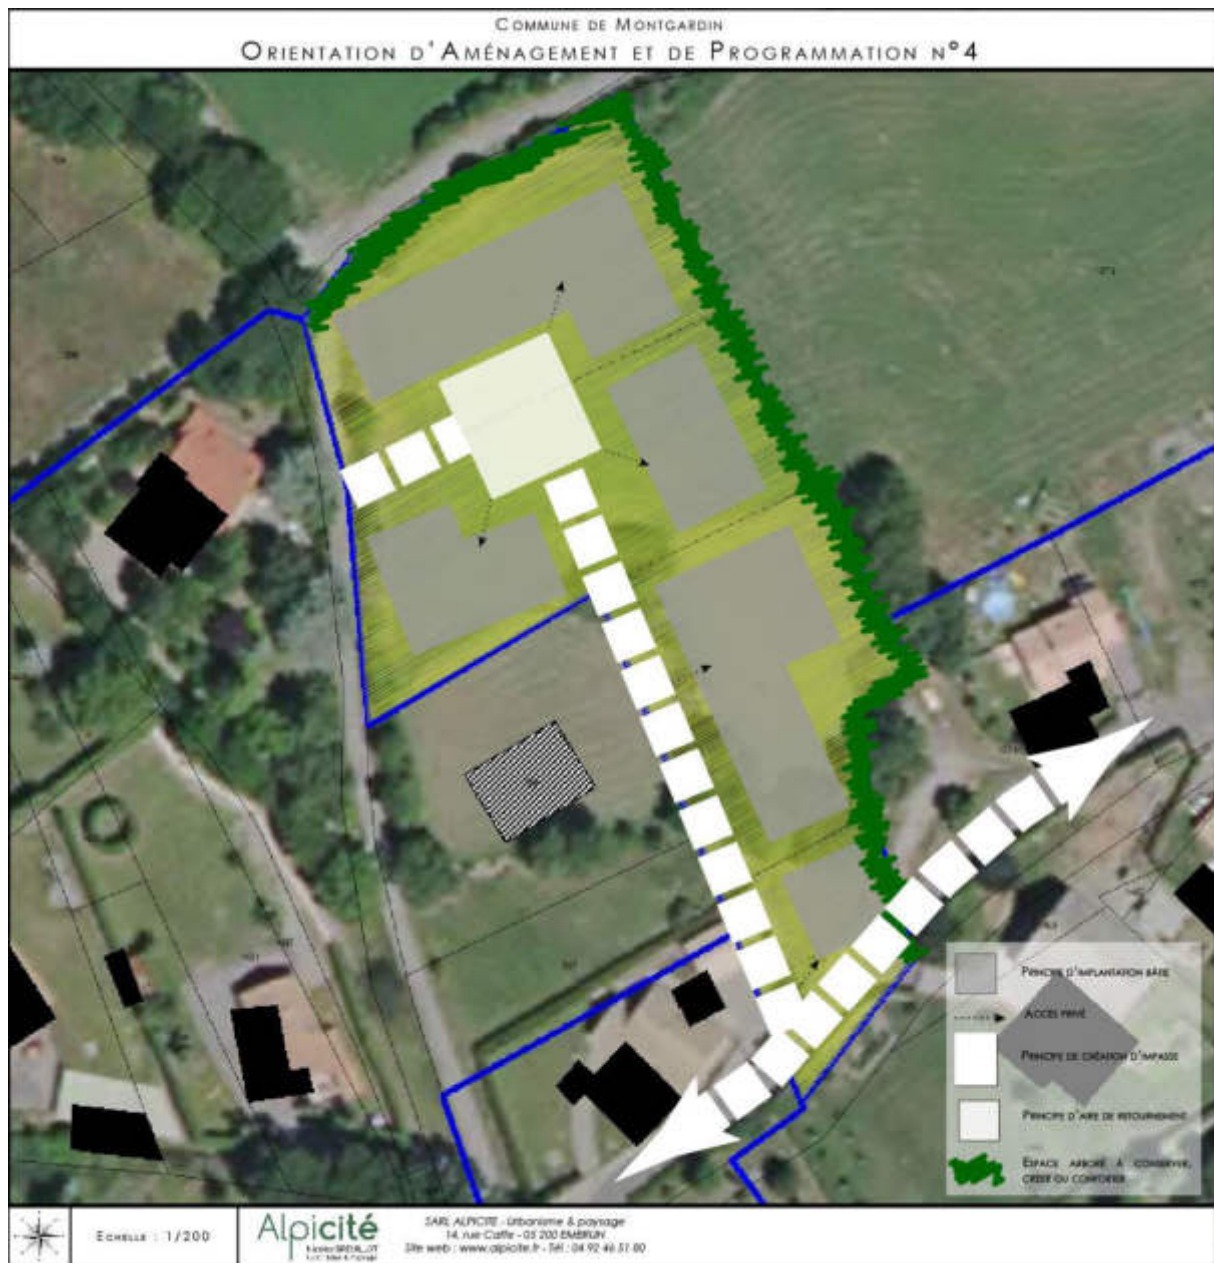 COMMUNE DE MONTGARDIN
ORIENTATION D'AMÉNAGEMENT ET DE PROGRAMMATION N°4
PRINCIPE D'IMPLANTATION BÂTIE
ACCÈS PRIVÉ
PRINCIPE DE CRÉATION D'IMPASSE
PRINCIPE D'AIRE DE RETOURNEMENT
ESPACE ARBORÉ À CONSERVER,
CRÉER OU CONFORTER
ECHELLE : 1/200
Alpicité
SARL ALPICITE - Urbanisme & paysage
14, rue Caffe - 05 200 EMBRUN
Site web : www.alpicite.fr - Tél : 04 92 46 51 80